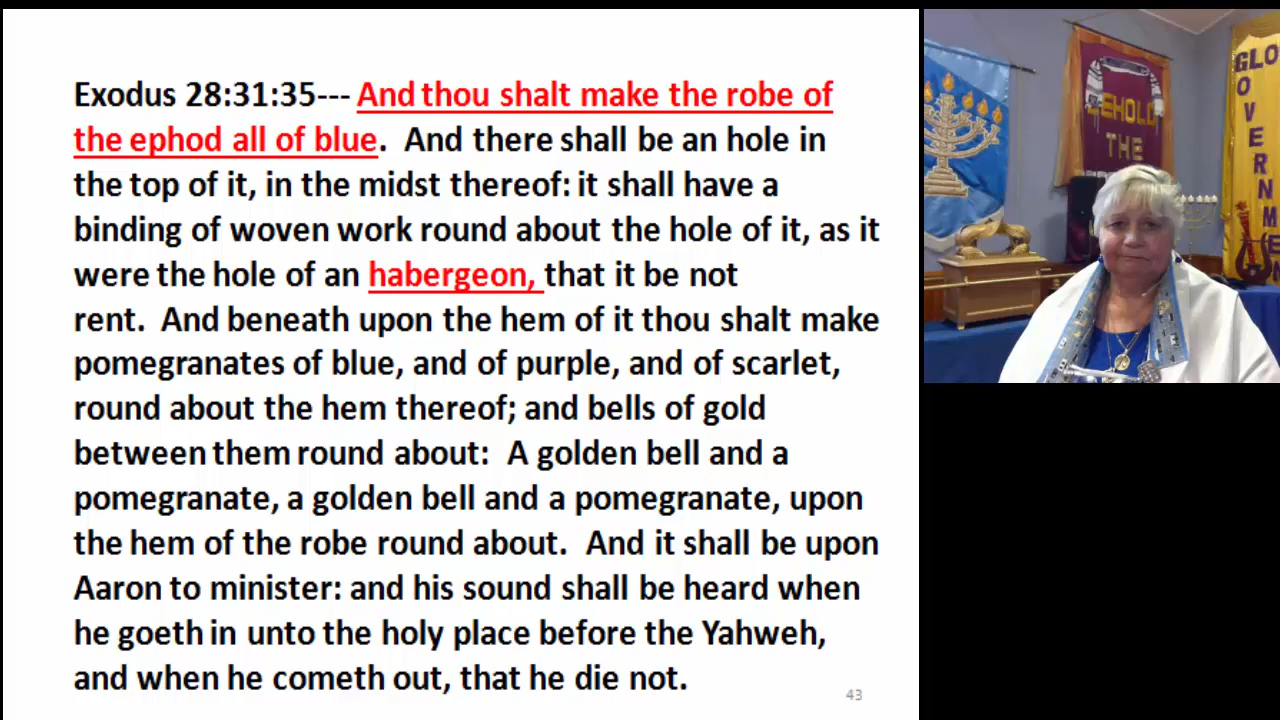 Exodus 28:31:35--- And thou shalt make the robe of
the ephod all of blue.  And there shall be an hole in
the top of it, in the midst thereof: it shall have a
binding of woven work round about the hole of it, as it
were the hole of an habergeon, that it be not
rent.  And beneath upon the hem of it thou shalt make
pomegranates of blue, and of purple, and of scarlet,
round about the hem thereof; and bells of gold
between them round about:  A golden bell and a
pomegranate, a golden bell and a pomegranate, upon
the hem of the robe round about.  And it shall be upon
Aaron to minister: and his sound shall be heard when
he goeth in unto the holy place before the Yahweh,
and when he cometh out, that he die not.
43
BEHOLD
THE
GLO
GOVERNMEN